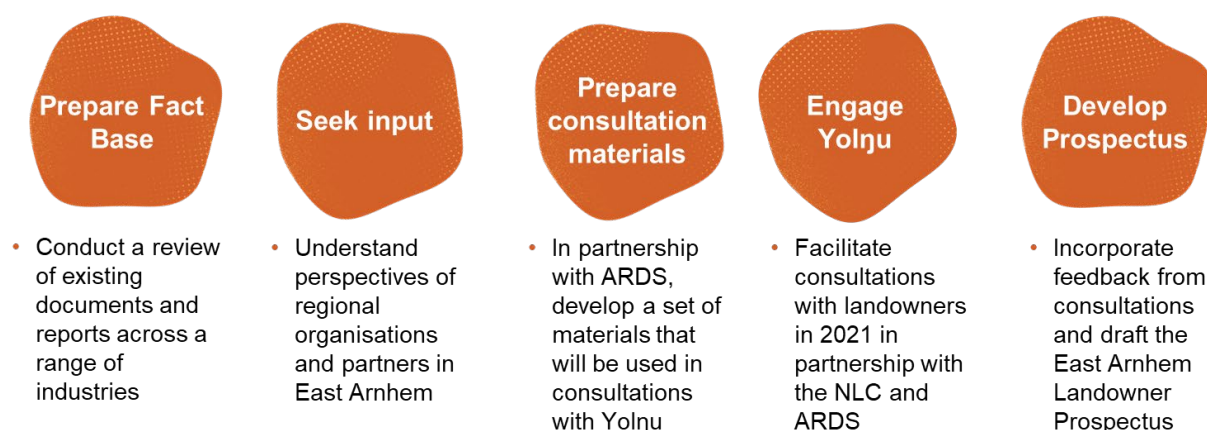 Prepare Fact
Base
• Conduct a review
of existing
documents and
reports across a
range of
industries
Seek input
• Understand
perspectives of
regional
organisations
and partners in
East Arnhem
Prepare
consultation
materials
• In partnership
with ARDS,
develop a set of
materials that
will be used in
consultations
with Yolnu
Engage
Yolŋu
• Facilitate
consultations
with landowners
in 2021 in
partnership with
the NLC and
ARDS
Develop
Prospectus
• Incorporate
feedback from
consultations
and draft the
East Arnhem
Landowner
Prospectus